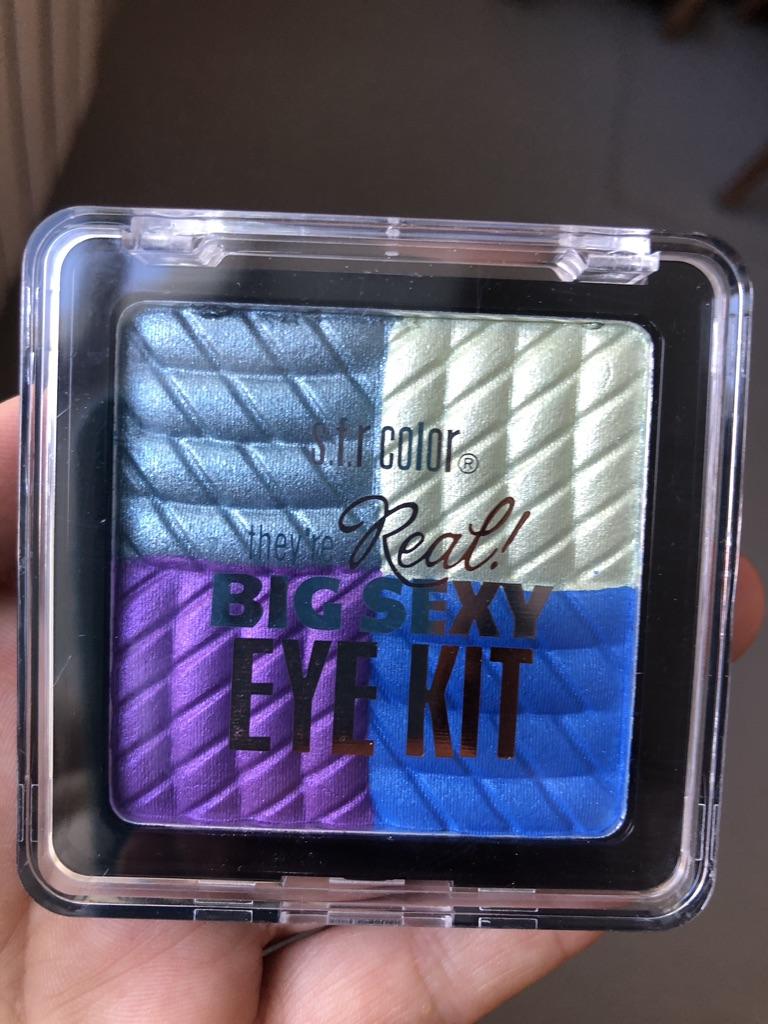 s.f.r color®
they're Real!
BIG SEXY
EYE KIT